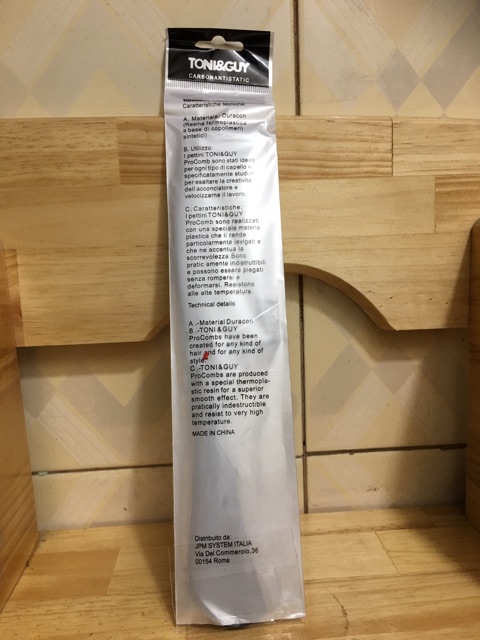 TONI&GUY
CARBONANTISTATIC
Caratteristiche tecniche:
A. Materiale: Duracon
(Resina termoplastica
a base di copolimeri
sintetici)
B. Utilizzo:
I pettini TONI&GUY
ProComb sono stati ideati
per ogni tipo di capello e
specificatamente studiati
per esaltare la creatività
dell acconciatore e
velocizzarne il lavoro.
C. Caratteristiche:
I pettini TONI&GUY
ProComb sono realizzati
con una speciale materia
plastica che li rende
particolarmente levigati e
che ne accentua la
scorrevolezza.Sono
pratic amente indistruttibili
e possono essere piegati
senza rompersi o
deformarsi. Resistono
alle alte temperature.
Technical details:
A .-Material Duracon
B .-TONI&GUY
ProCombs have been
created for any kind of
hair and for any kind of
style.
C .-TONI&GUY
ProCombs are produced
with a special thermopla-
stic resin for a superior
smooth effect. They are
pratically indestructible
and resist to very high
temperature.
MADE IN CHINA
Distributo da:
JPM SYSTEM ITALIA
Via Del Commercio,36
00154 Roma